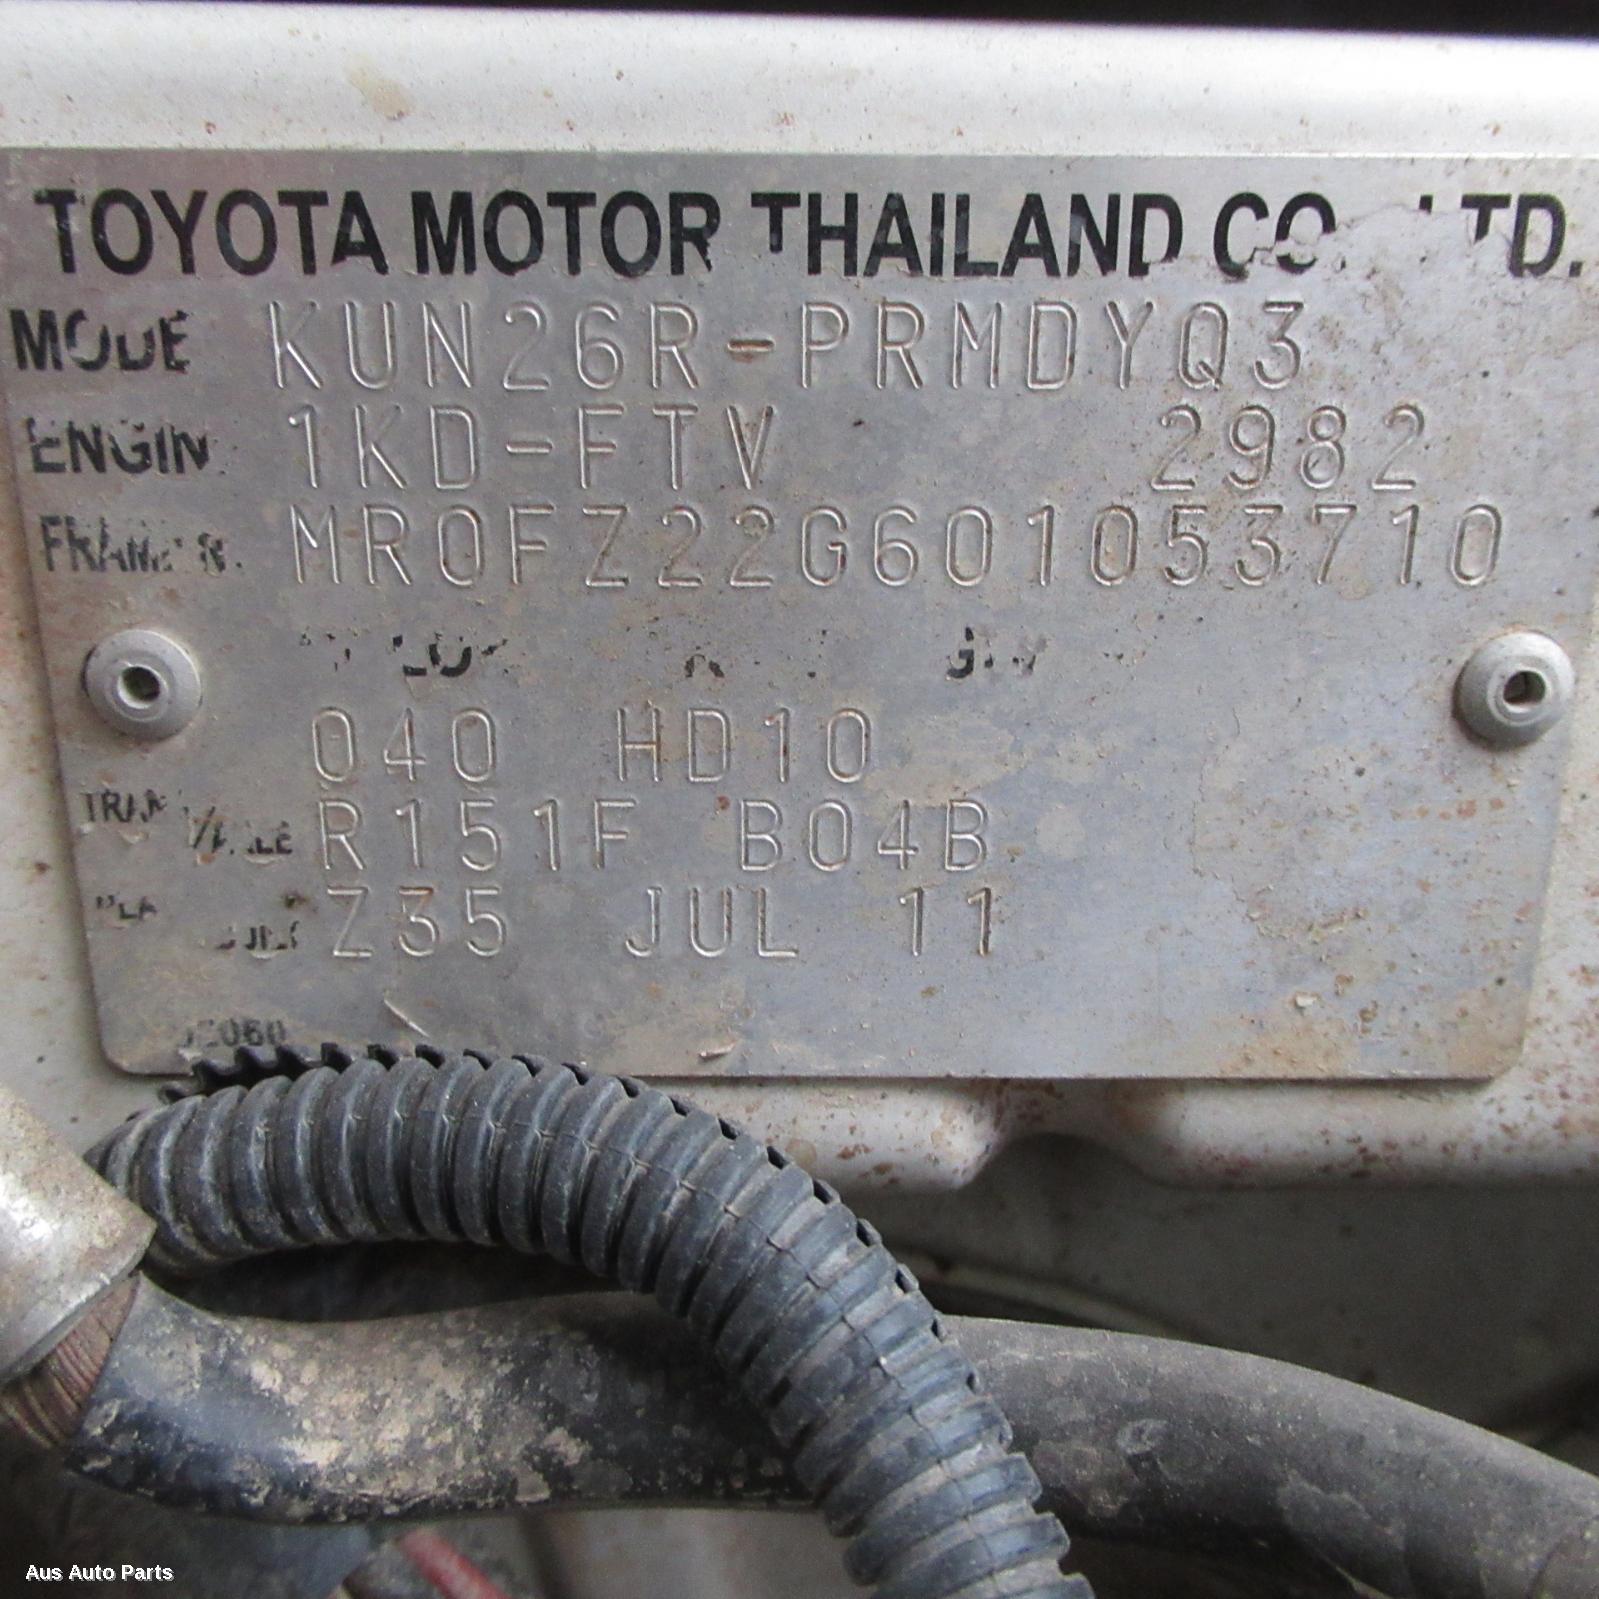 TOYOTA MOTOR THAILAND CO. LTD.
MODE KUN26R-PRMDYQ3
ENGIN 1KD-FTV 2982
MR0FZ22G601053710
040 HD10
R151F B04B
Z35 JUL 11
Aus Auto Parts